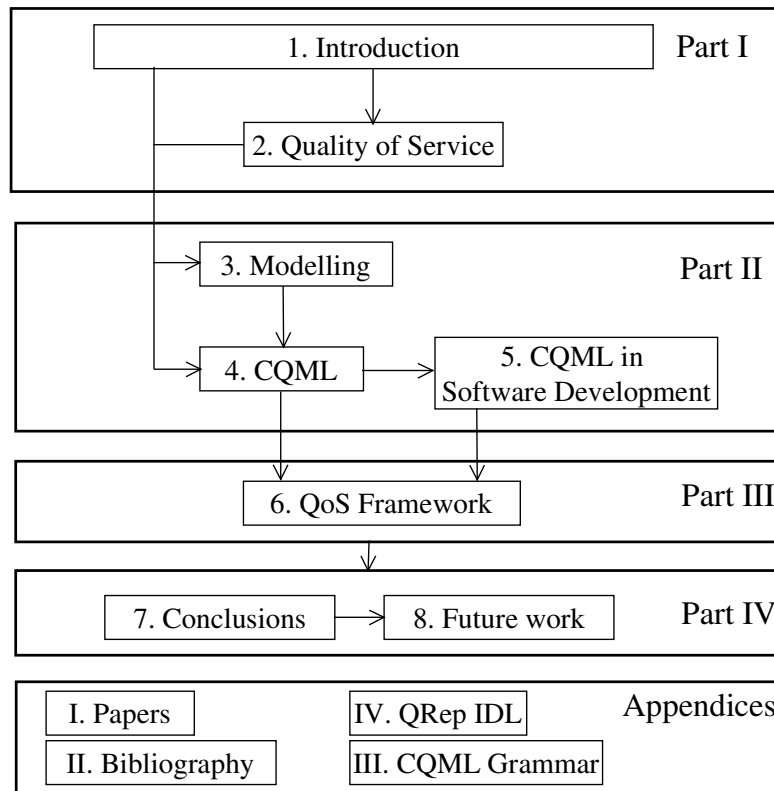 1. Introduction
Part I
2. Quality of Service
Part II
3. Modelling
4. CQML
5. CQML in
Software Development
6. QoS Framework
Part III
7. Conclusions
8. Future work
Part IV
I. Papers
IV. QRep IDL
Appendices
II. Bibliography
III. CQML Grammar